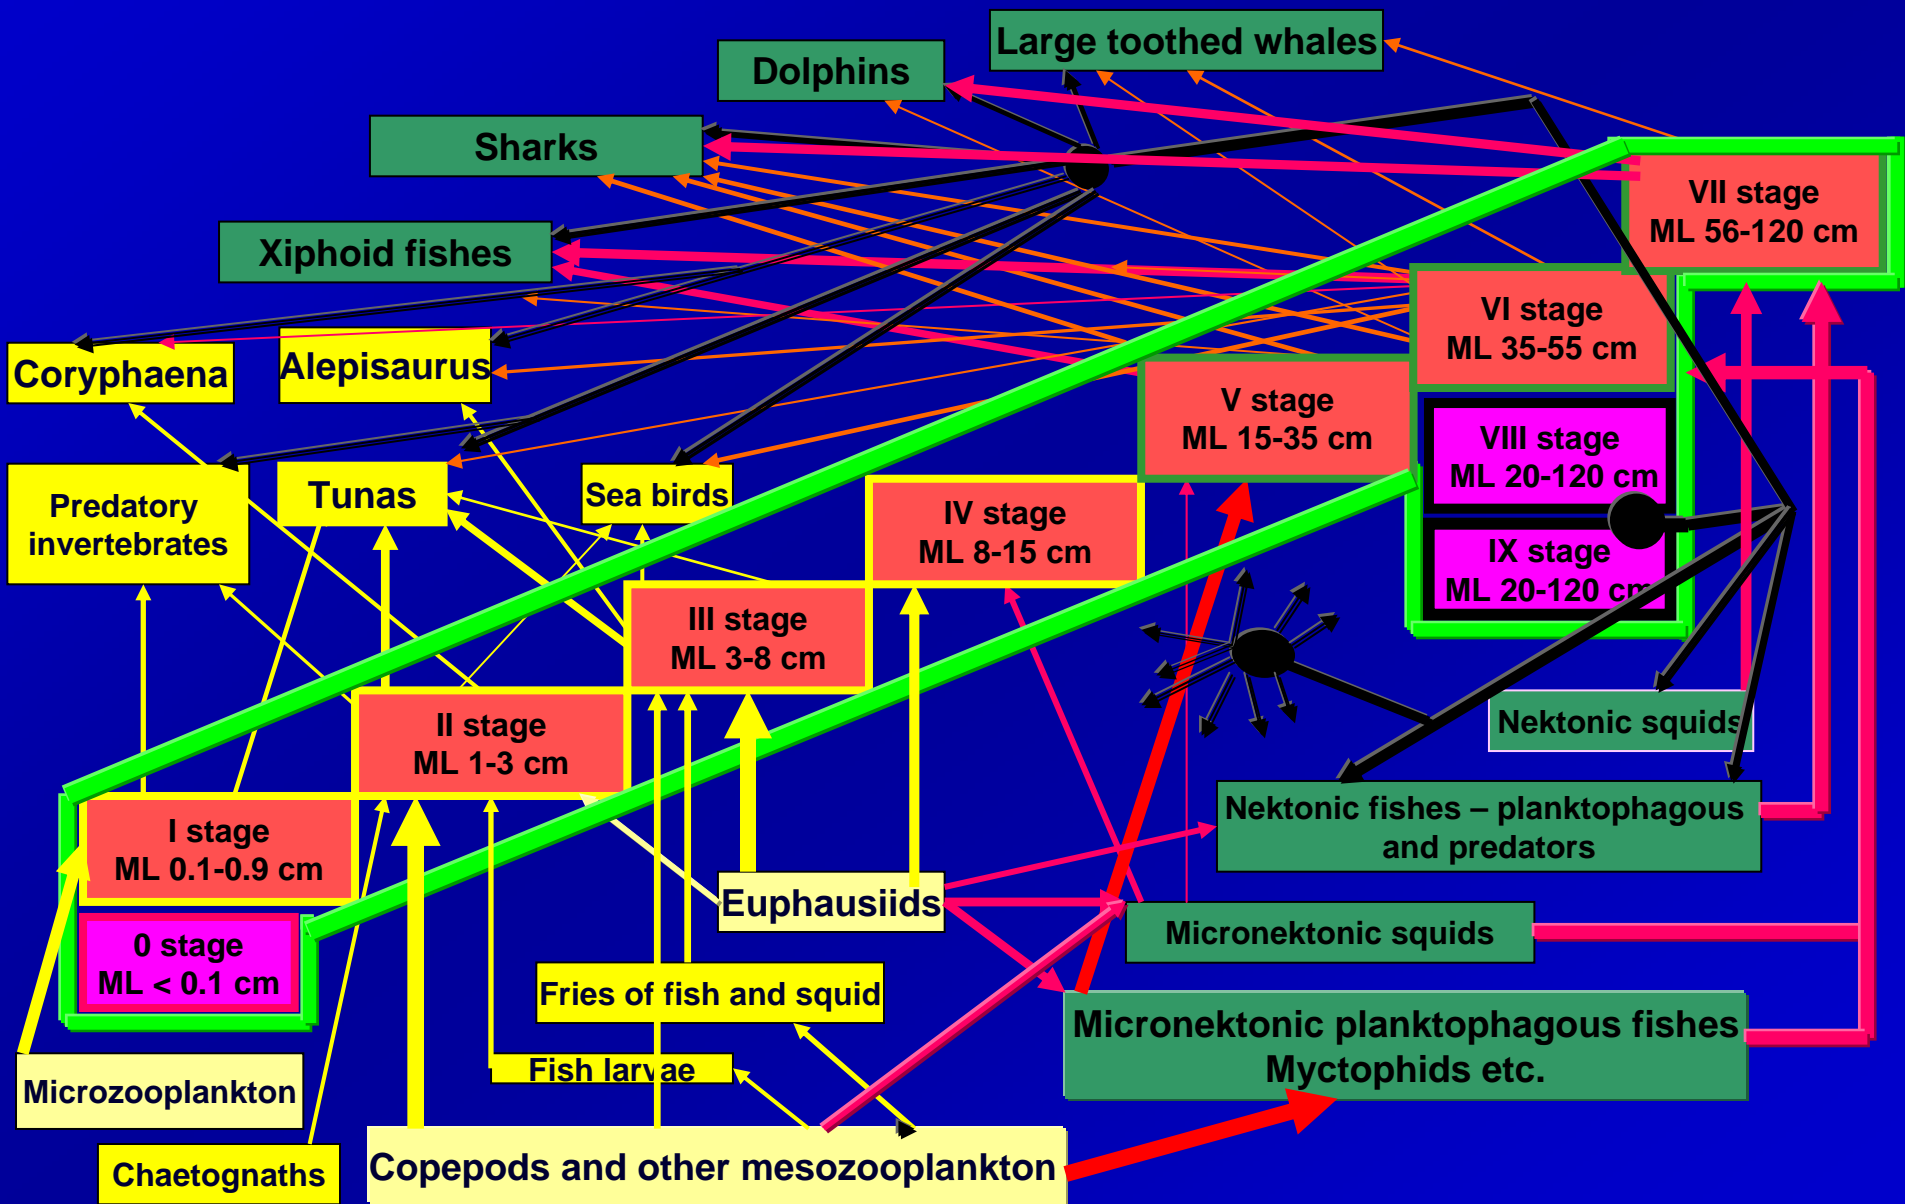 Large toothed whales
Dolphins
Sharks
VII stage
ML 56-120 cm
Xiphoid fishes
VI stage
ML 35-55 cm
Coryphaena
Alepisaurus
V stage
ML 15-35 cm
VIII stage
ML 20-120 cm
Predatory
invertebrates
Tunas
Sea birds
IV stage
ML 8-15 cm
IX stage
ML 20-120 cm
III stage
ML 3-8 cm
II stage
ML 1-3 cm
Nektonic squids
I stage
ML 0.1-0.9 cm
Nektonic fishes – planktophagous
and predators
Euphausiids
Micronektonic squids
0 stage
ML < 0.1 cm
Fries of fish and squid
Micronektonic planktophagous fishes
Myctophids etc.
Fish larvae
Microzooplankton
Chaetognaths
Copepods and other mesozooplankton